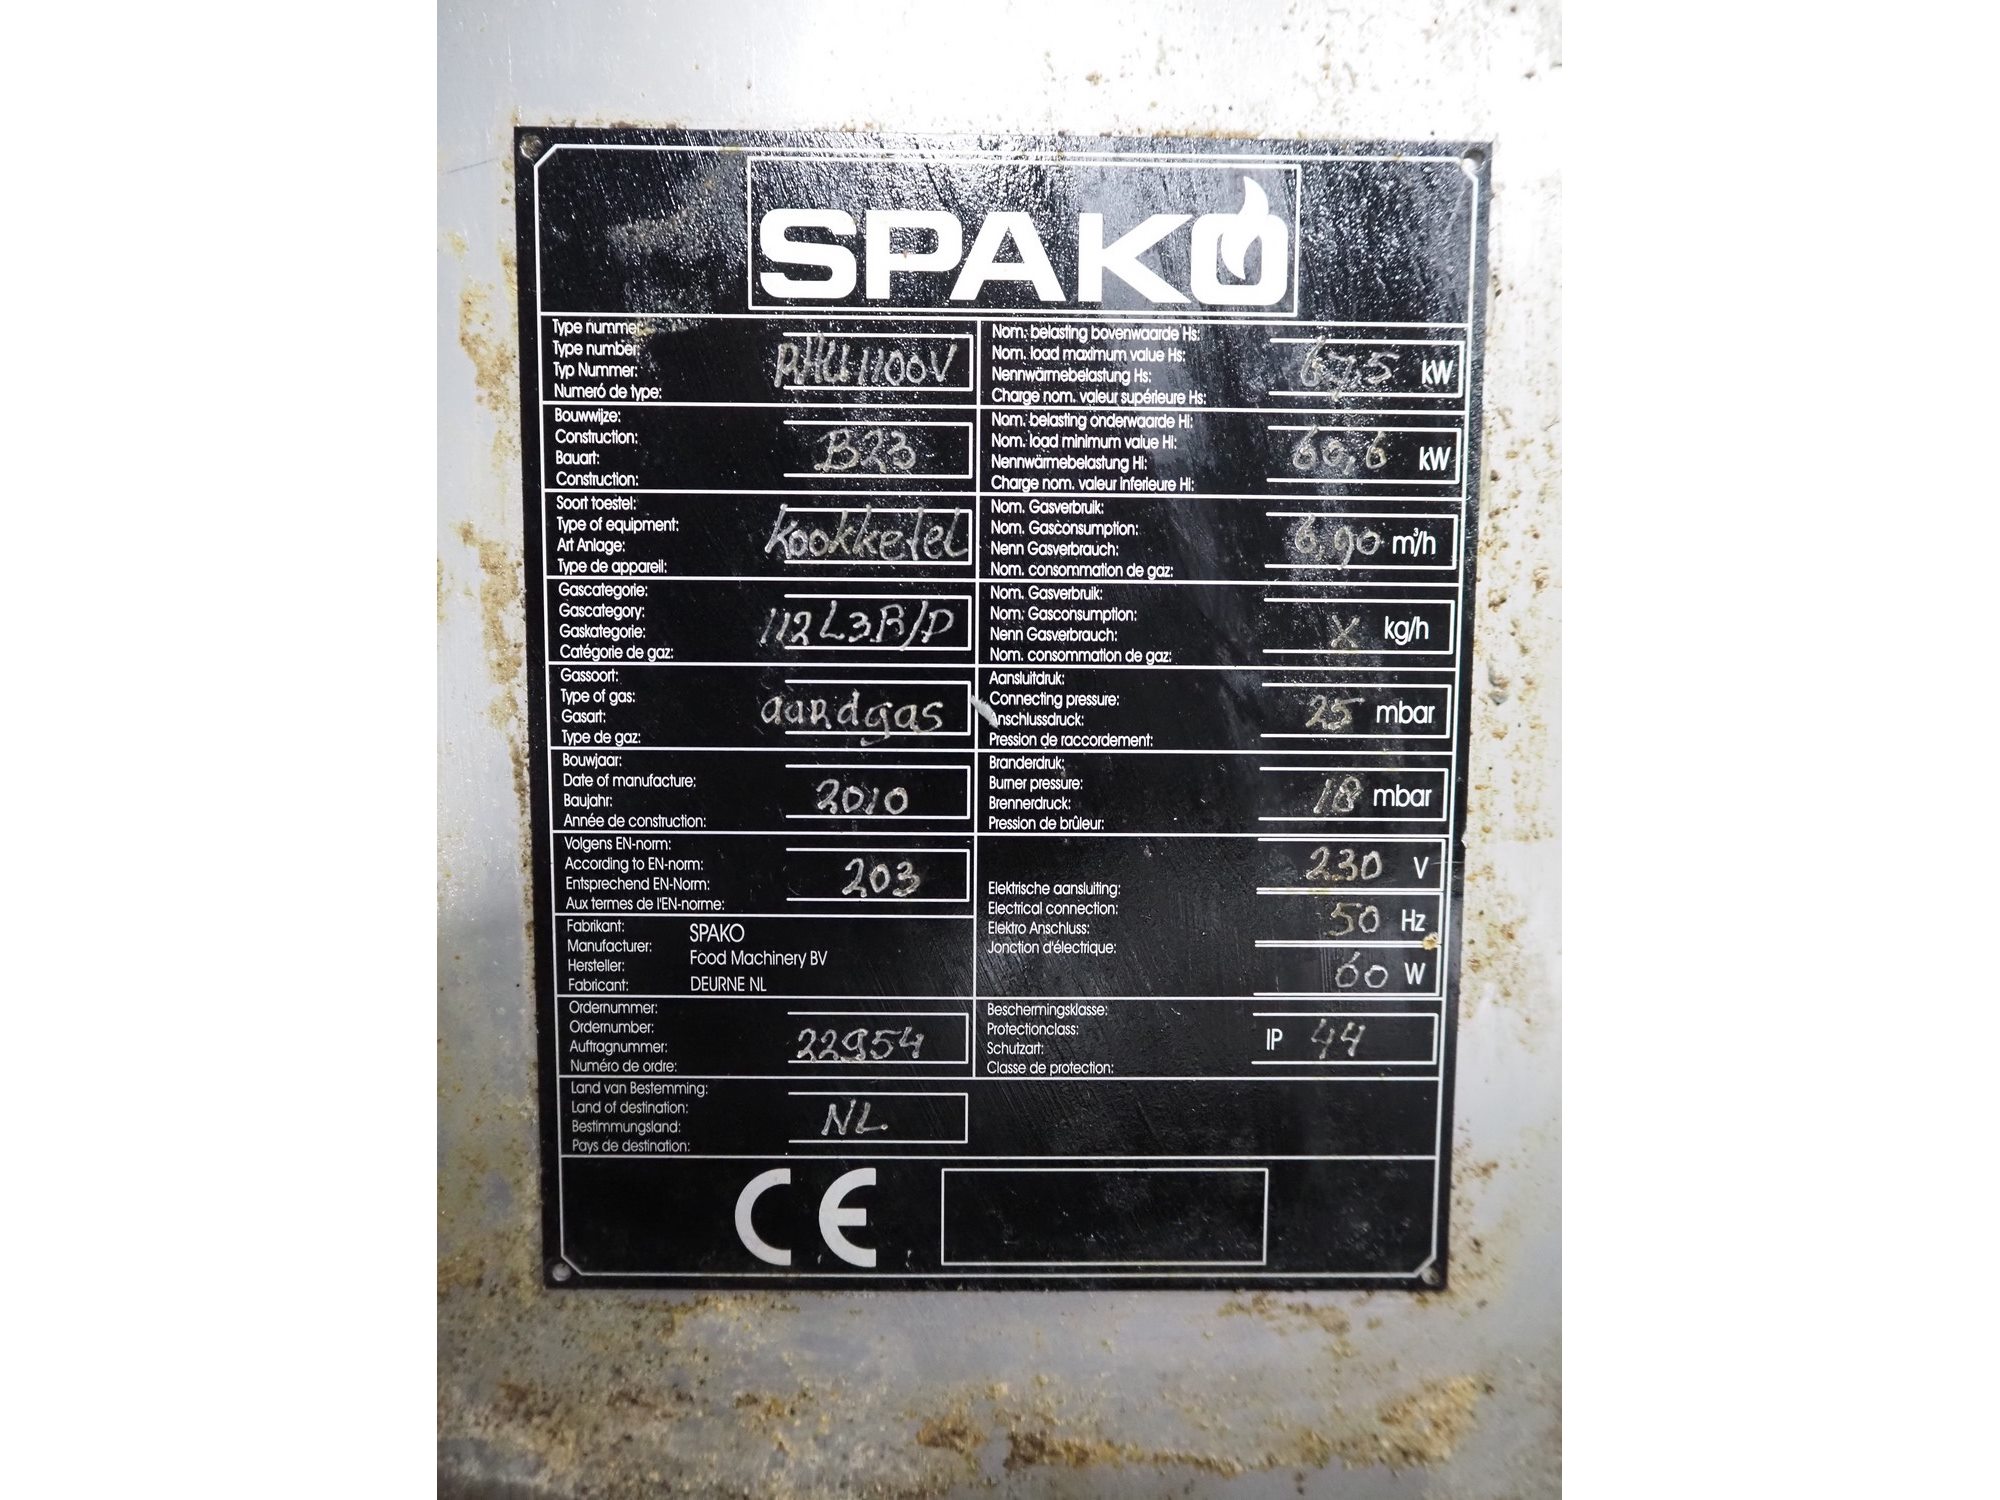 SPAKO
Type nummer:
Type number:
Typ Nummer:
Numeró de type:
RHU 1100V
Bouwwijze:
Construction:
Bauart:
Construction:
B23
Soort toestel:
Type of equipment:
Art Anlage:
Type de appareil:
Kookketel
Gascategorie:
Gascategory:
Gaskategorie:
Catégorie de gaz:
112L3B/P
Gassoort:
Type of gas:
Gasart:
Type de gaz:
aardgas
Bouwjaar:
Date of manufacture:
Baujahr:
Année de construction:
2010
Volgens EN-norm:
According to EN-norm:
Entsprechend EN-Norm:
Aux termes de l'EN-norme:
203
Fabrikant:
Manufacturer:
Hersteller:
Fabricant:
SPAKO
Food Machinery BV
DEURNE NL
Ordernummer:
Ordernumber:
Auftragnummer:
Numéro de ordre:
22954
Land van Bestemming:
Land of destination:
Bestimmungsland:
Pays de destination:
NL
Nom. belasting bovenwaarde Hs:
Nom. load maximum value Hs:
Nennwärmebelastung Hs:
Charge nom. valeur supérieure Hs:
67,5 kW
Nom. belasting onderwaarde Hi:
Nom. load minimum value Hi:
Nennwärmebelastung Hi:
Charge nom. valeur inferieure Hi:
60,6 kW
Nom. Gasverbruik:
Nom. Gasconsumption:
Nenn Gasverbrauch:
Nom. consommation de gaz:
6,90 m³/h
Nom. Gasverbruik:
Nom. Gasconsumption:
Nenn Gasverbrauch:
Nom. consommation de gaz:
X kg/h
Aansluitdruk:
Connecting pressure:
Anschlussdruck:
Pression de raccordement:
25 mbar
Branderdruk:
Burner pressure:
Brennerdruck:
Pression de brûleur:
18 mbar
Elektrische aansluiting:
Electrical connection:
Elektro Anschluss:
Jonction d'électrique:
230 V
50 Hz
60 W
Beschermingsklasse:
Protectionclass:
Schutzart:
Classe de protection:
IP 44
CE